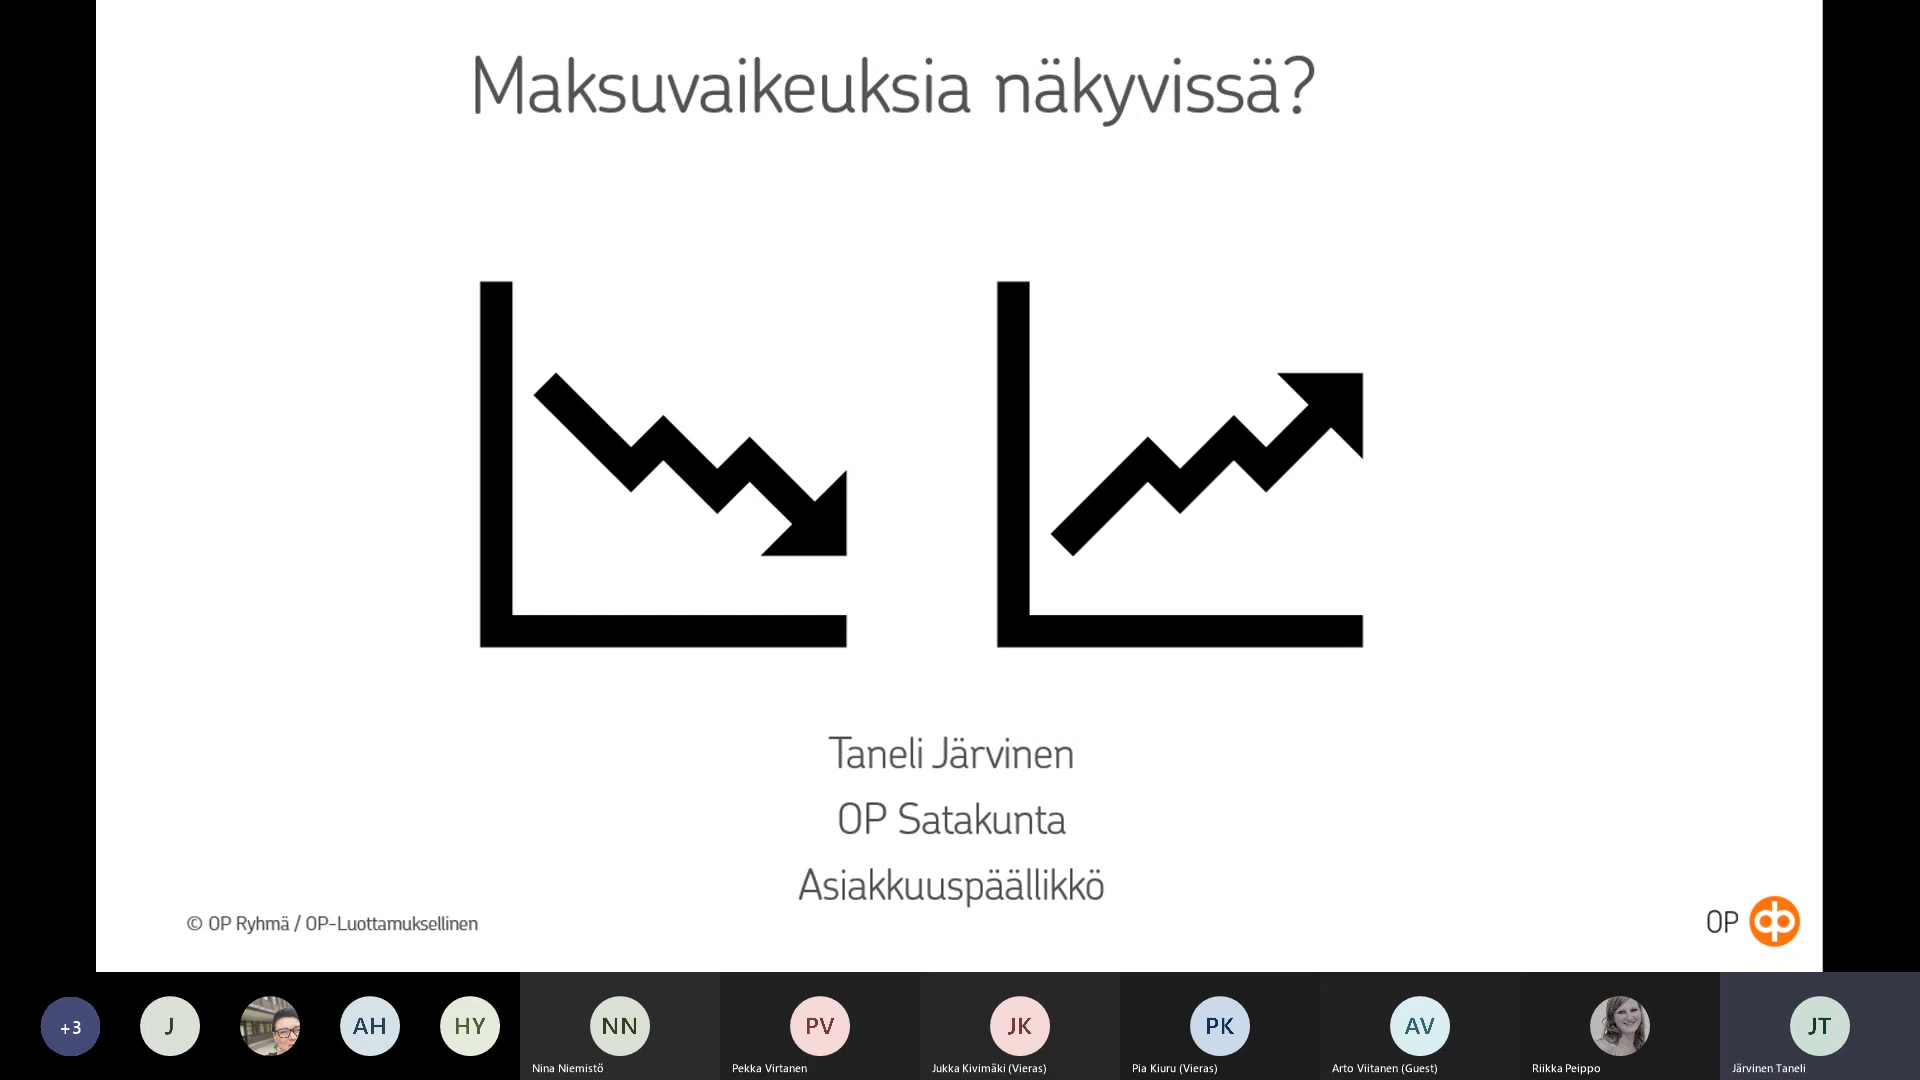 Maksuvaikeuksia näkyvissä?
Taneli Järvinen
OP Satakunta
Asiakkuuspäällikkö
© OP Ryhmä / OP-Luottamuksellinen
OP
+3
J
AH
HY
NN
PV
JK
PK
AV
JT
Nina Niemistö
Pekka Virtanen
Jukka Kivimäki (Vieras)
Pia Kiuru (Vieras)
Arto Viitanen (Guest)
Riikka Peippo
Järvinen Taneli